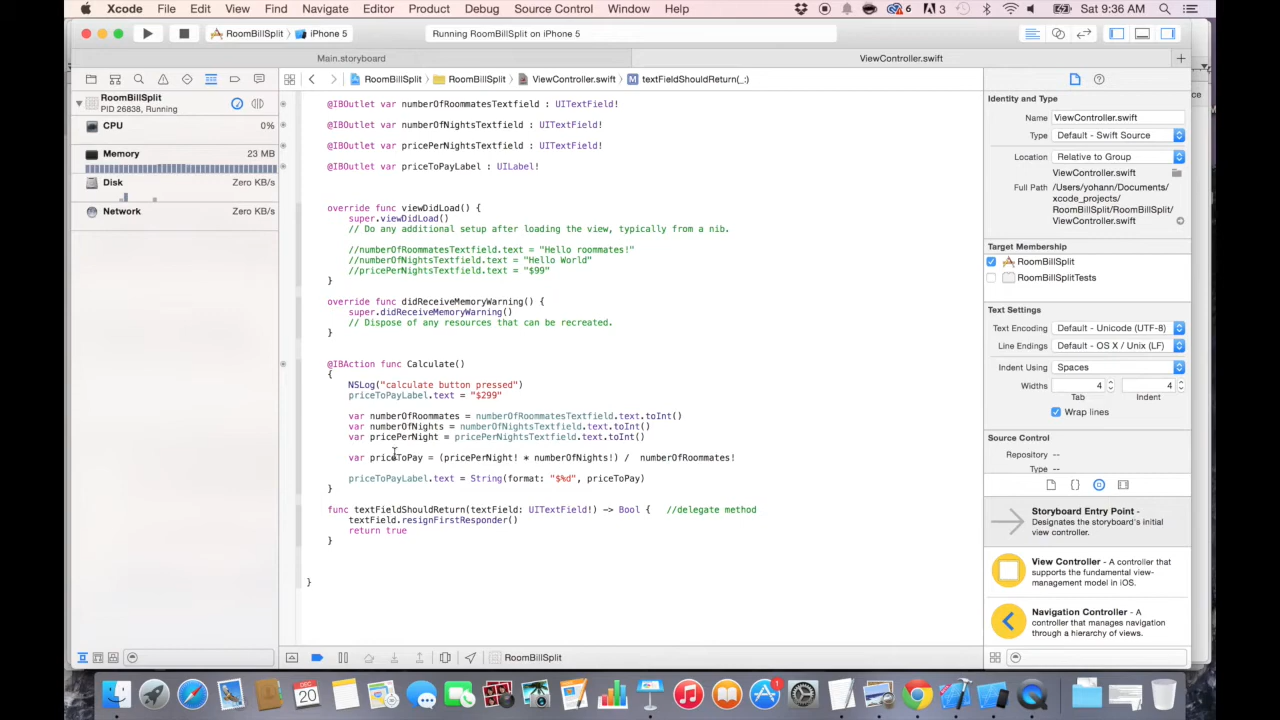 Xcode File Edit View Find Navigate Editor Product Debug Source Control Window Help 6 3 Sat 9:36 AM
RoomBillSplit iPhone 5 Running RoomBillSplit on iPhone 5
Main.storyboard ViewController.swift
RoomBillSplit RoomBillSplit ViewController.swift M textFieldShouldReturn(_:)
RoomBillSplit
PID 26838, Running
CPU 0%
Memory 23 MB
Disk Zero KB/s
Network Zero KB/s
@IBOutlet var numberOfRoommatesTextfield : UITextField!
@IBOutlet var numberOfNightsTextfield : UITextField!
@IBOutlet var pricePerNightsTextfield : UITextField!
@IBOutlet var priceToPayLabel : UILabel!
override func viewDidLoad() {
super.viewDidLoad()
// Do any additional setup after loading the view, typically from a nib.
//numberOfRoommatesTextfield.text = "Hello roommates!"
//numberOfNightsTextfield.text = "Hello World"
//pricePerNightsTextfield.text = "$99"
}
override func didReceiveMemoryWarning() {
super.didReceiveMemoryWarning()
// Dispose of any resources that can be recreated.
}
@IBAction func Calculate()
{
NSLog("calculate button pressed")
priceToPayLabel.text = "$299"
var numberOfRoommates = numberOfRoommatesTextfield.text.toInt()
var numberOfNights = numberOfNightsTextfield.text.toInt()
var pricePerNight = pricePerNightsTextfield.text.toInt()
var priceToPay = (pricePerNight! * numberOfNights!) / numberOfRoommates!
priceToPayLabel.text = String(format: "$%d", priceToPay)
}
func textFieldShouldReturn(textField: UITextField!) -> Bool { //delegate method
textField.resignFirstResponder()
return true
}
}
RoomBillSplit
Identity and Type
Name ViewController.swift
Type Default - Swift Source
Location Relative to Group
ViewController.swift
Full Path /Users/yohann/Documents/
xcode_projects/
RoomBillSplit/RoomBillSplit/
ViewController.swift
Target Membership
RoomBillSplit
RoomBillSplitTests
Text Settings
Text Encoding Default - Unicode (UTF-8)
Line Endings Default - OS X / Unix (LF)
Indent Using Spaces
Widths 4 4
Tab Indent
Wrap lines
Source Control
Repository --
Type --
Storyboard Entry Point -
Designates the storyboard's initial
view controller.
View Controller - A controller that
supports the fundamental view-
management model in iOS.
Navigation Controller - A
controller that manages navigation
through a hierarchy of views.
DEC
20
1